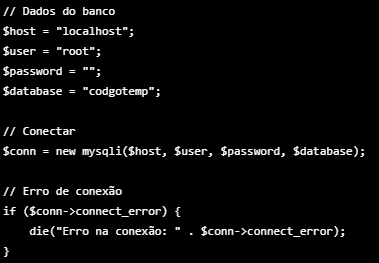 // Dados do banco
$host = "localhost";
$user = "root";
$password = "";
$database = "codgotemp";
// Conectar
$conn = new mysqli($host, $user, $password, $database);
// Erro de conexão
if ($conn->connect_error) {
die("Erro na conexão: " . $conn->connect_error);
}